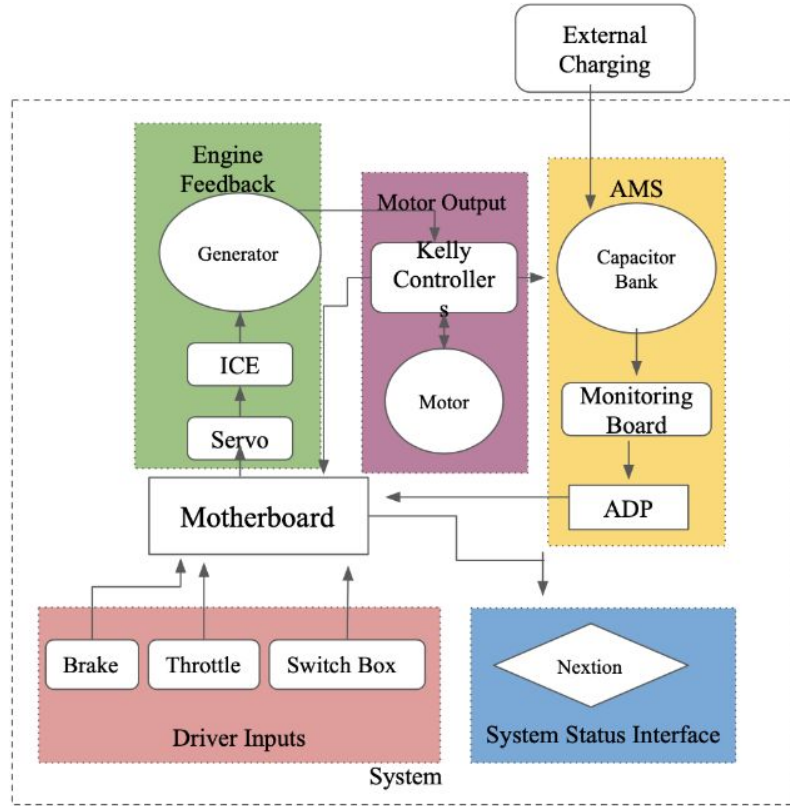 External
Charging
Engine
Feedback
Generator
ICE
Servo
Motor Output
Kelly
Controller
s
Motor
AMS
Capacitor
Bank
Monitoring
Board
ADP
Motherboard
Brake
Throttle
Switch Box
Driver Inputs
Nextion
System Status Interface
System